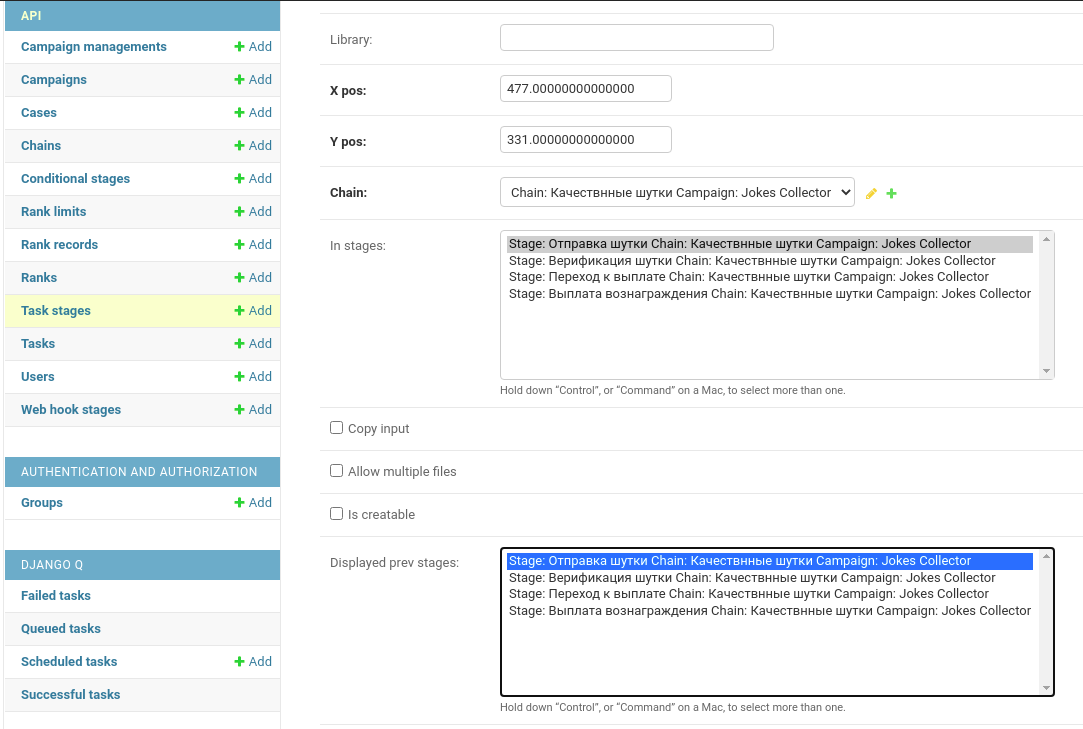 API
Campaign managements Add
Campaigns Add
Cases Add
Chains Add
Conditional stages Add
Rank limits Add
Rank records Add
Ranks Add
Task stages Add
Tasks Add
Users Add
Web hook stages Add
AUTHENTICATION AND AUTHORIZATION
Groups Add
DJANGO Q
Failed tasks
Queued tasks
Scheduled tasks Add
Successful tasks
Library:
X pos: 477.00000000000000
Y pos: 331.00000000000000
Chain: Chain: Качествнные шутки Campaign: Jokes Collector
In stages: Stage: Отправка шутки Chain: Качествнные шутки Campaign: Jokes Collector
Stage: Верификация шутки Chain: Качествнные шутки Campaign: Jokes Collector
Stage: Переход к выплате Chain: Качествнные шутки Campaign: Jokes Collector
Stage: Выплата вознаграждения Chain: Качествнные шутки Campaign: Jokes Collector
Hold down “Control”, or “Command” on a Mac, to select more than one.
Copy input
Allow multiple files
Is creatable
Displayed prev stages: Stage: Отправка шутки Chain: Качествнные шутки Campaign: Jokes Collector
Stage: Верификация шутки Chain: Качествнные шутки Campaign: Jokes Collector
Stage: Переход к выплате Chain: Качествнные шутки Campaign: Jokes Collector
Stage: Выплата вознаграждения Chain: Качествнные шутки Campaign: Jokes Collector
Hold down “Control”, or “Command” on a Mac, to select more than one.